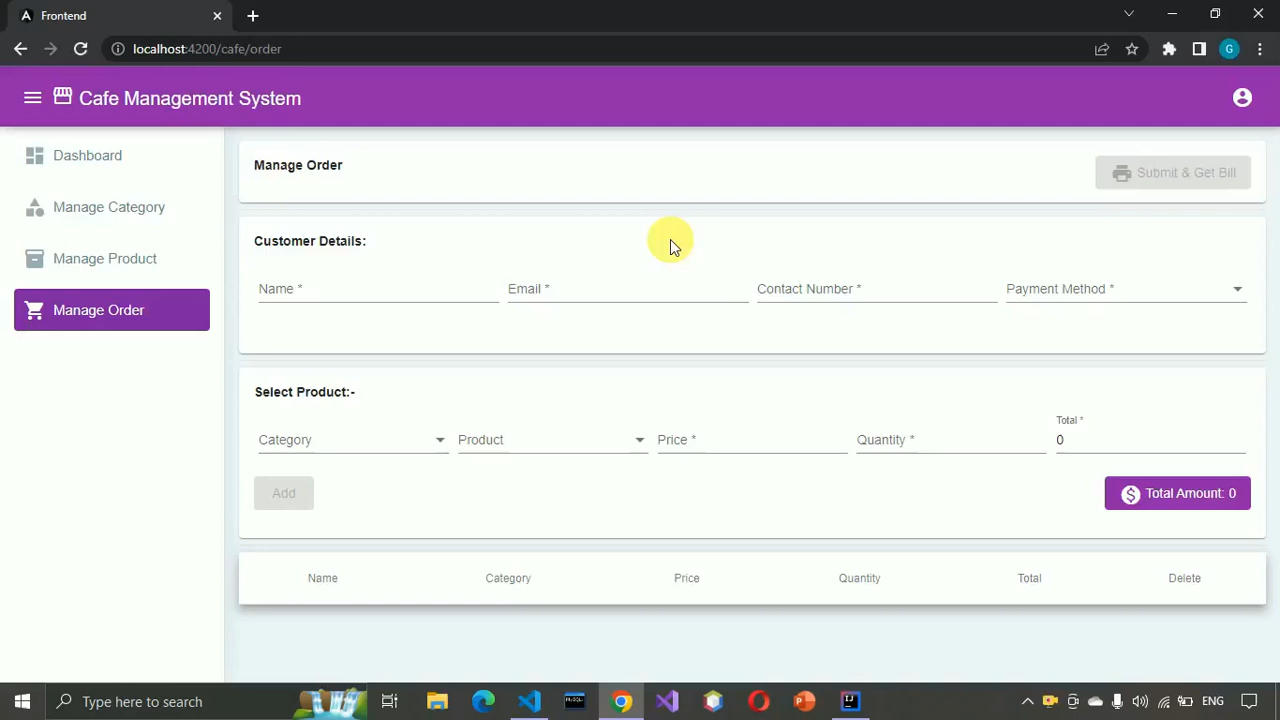 Frontend
localhost:4200/cafe/order
G
Cafe Management System
Dashboard
Manage Category
Manage Product
Manage Order
Manage Order
Submit & Get Bill
Customer Details:
Name *
Email *
Contact Number *
Payment Method *
Select Product:-
Category
Product
Price *
Quantity *
Total *
0
Add
Total Amount: 0
Name
Category
Price
Quantity
Total
Delete
Type here to search
ENG